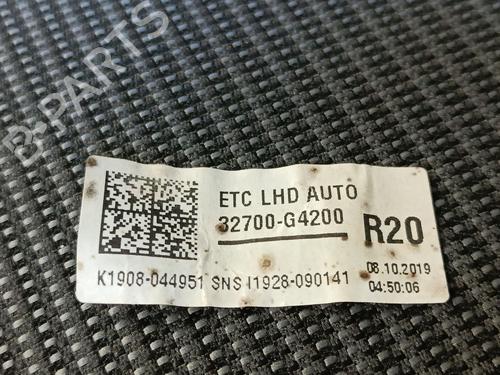 B-PARTS
ETC LHD AUTO
32700-G4200
R20
K1908-044951 SNS I1928-090141
08.10.2019
04:50:06